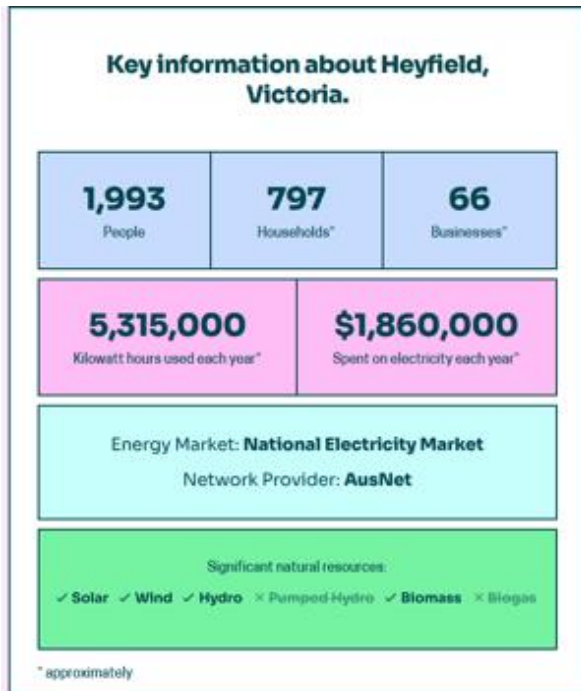 Key information about Heyfield,
Victoria.
1,993
People
797
Households*
66
Businesses*
5,315,000
Kilowatt hours used each year*
$1,860,000
Spent on electricity each year*
Energy Market: National Electricity Market
Network Provider: AusNet
Significant natural resources:
✓ Solar ✓ Wind ✓ Hydro × Pumped Hydro ✓ Biomass × Biogas
* approximately